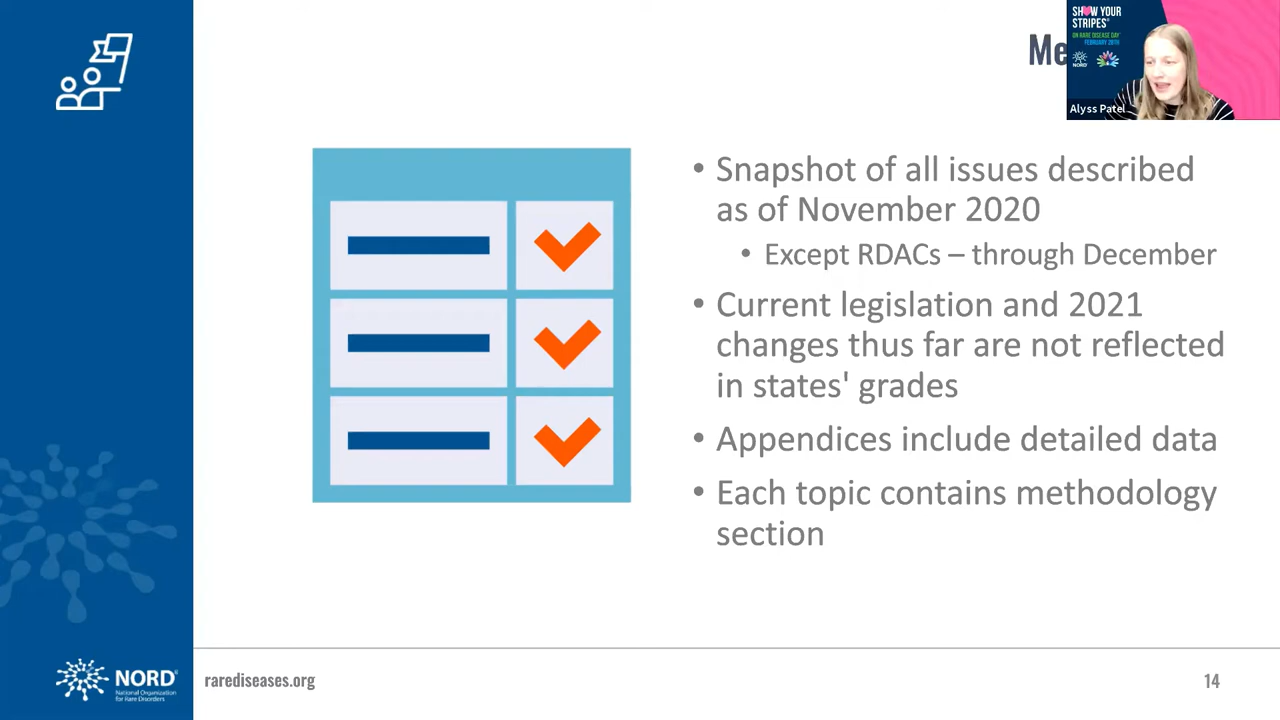 Me
SHOW YOUR
STRIPES®
ON RARE DISEASE DAY®
FEBRUARY 28TH
NORD®
Alyss Patel
• Snapshot of all issues described
as of November 2020
• Except RDACs – through December
• Current legislation and 2021
changes thus far are not reflected
in states' grades
• Appendices include detailed data
• Each topic contains methodology
section
NORD®
National Organization
for Rare Disorders
rarediseases.org
14